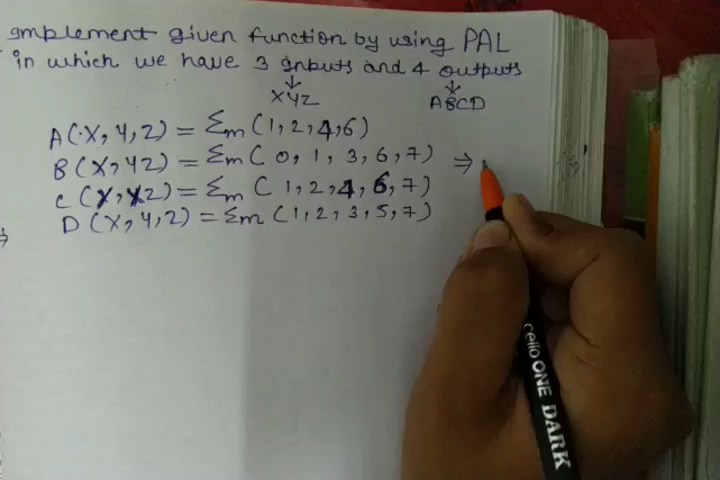 Implement given function by using PAL
in which we have 3 inputs and 4 outputs
↓ ↓
XYZ ABCD
A(X, Y, Z) = Σm (1, 2, 4, 6)
B(X, YZ) = Σm ( 0, 1, 3, 6, 7) ⇒
C(X, YZ) = Σm ( 1, 2, 4, 6, 7)
D(X, Y, Z) = Σm (1, 2, 3, 5, 7)
⇒
cello ONE DARK